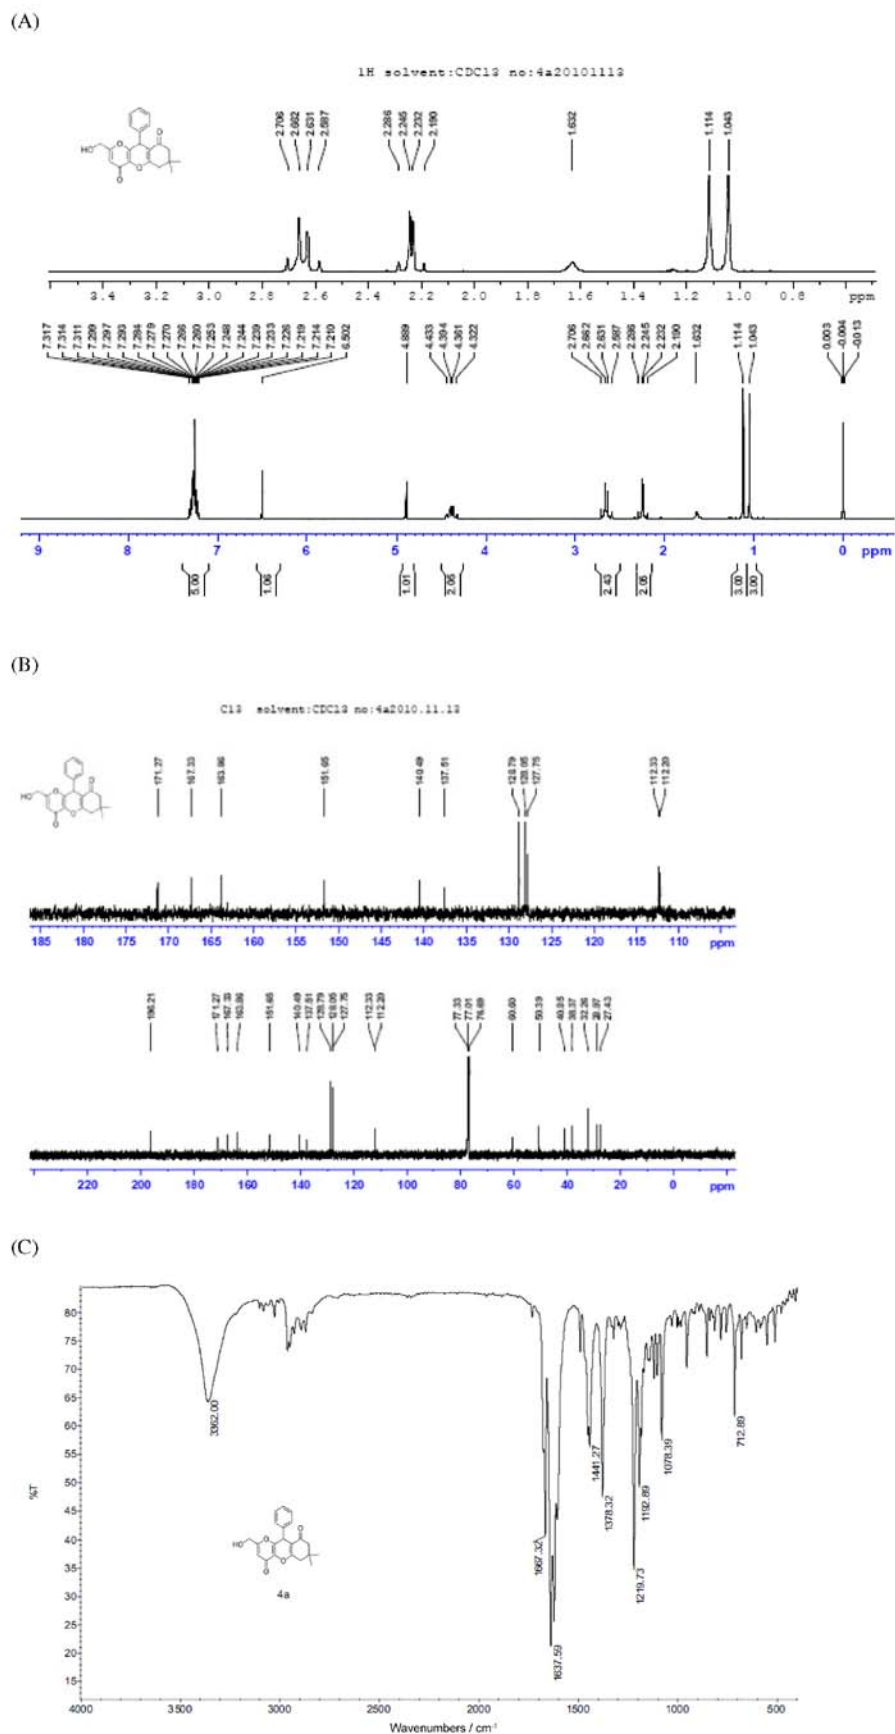 (A)
1H solvent:CDCl3 no:4a20101113
2.706 2.662 2.631 2.587 2.286 2.245 2.232 2.190 1.632 1.114 1.043
HO O O O O
3.4 3.2 3.0 2.8 2.6 2.4 2.2 2.0 1.8 1.6 1.4 1.2 1.0 0.8 ppm
7.317 7.314 7.311 7.299 7.297 7.293 7.284 7.279 7.270 7.266 7.260 7.253 7.248 7.244 7.239 7.233 7.226 7.219 7.214 7.210 6.502 4.889 4.433 4.394 4.361 4.322 2.706 2.662 2.631 2.587 2.286 2.245 2.232 2.190 1.632 1.114 1.043 0.003 -0.004 -0.013
9 8 7 6 5 4 3 2 1 0 ppm
5.00 1.06 1.01 2.05 2.43 2.05 3.00 3.00
(B)
C13 solvent:CDCl3 no:4a2010.11.13
171.27 167.33 163.86 151.65 140.49 137.51 128.79 128.05 127.75 112.33 112.20
HO O O O O
185 180 175 170 165 160 155 150 145 140 135 130 125 120 115 110 ppm
196.21 171.27 167.33 163.86 151.65 140.49 137.51 128.79 128.05 127.75 112.33 112.20 77.33 77.01 76.69 60.60 50.39 40.85 38.37 32.26 28.97 27.43
220 200 180 160 140 120 100 80 60 40 20 0 ppm
(C)
80
75
70
65
60
55
50
45
40
35
30
25
20
15
%T
3362.00 1667.32 1637.59 1441.27 1378.32 1219.73 1192.89 1078.39 712.89
HO O O O O
4a
4000 3500 3000 2500 2000 1500 1000 500
Wavenumbers / cm-1